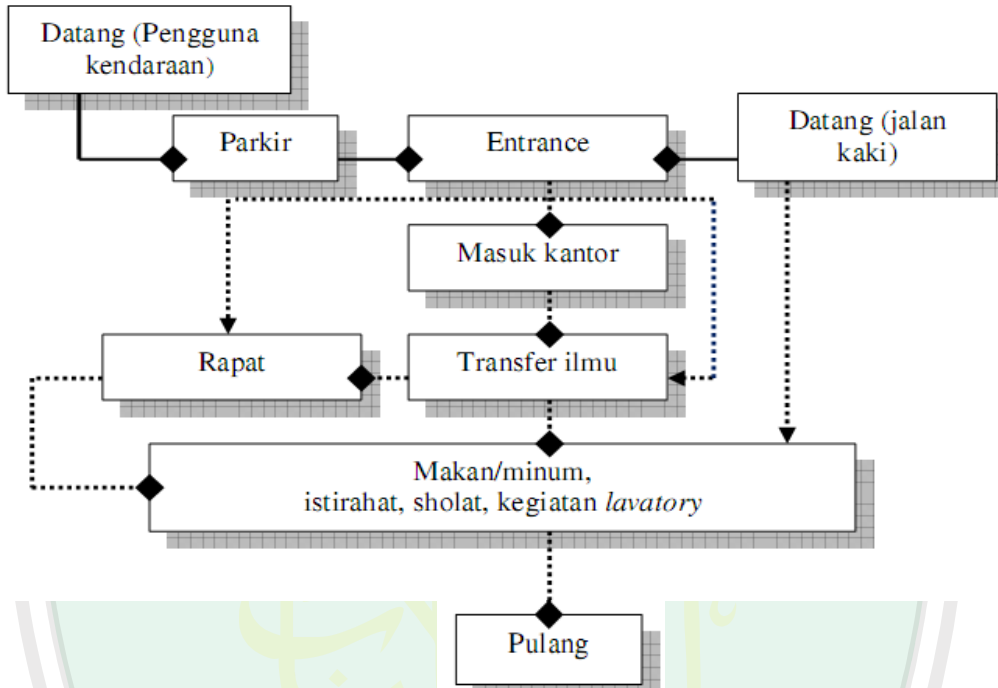 Datang (Pengguna
kendaraan)
Parkir
Entrance
Datang (jalan
kaki)
Masuk kantor
Rapat
Transfer ilmu
Makan/minum,
istirahat, sholat, kegiatan lavatory
Pulang